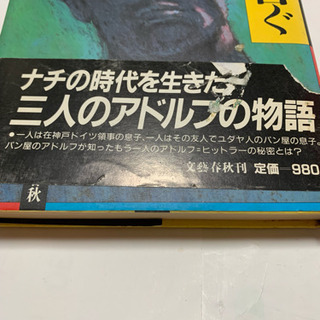 ぐ
ナチの時代を生きた
三人のアドルフの物語
●一人は在神戸ドイツ領事の息子、一人はその友人でユダヤ人のパン屋の息子。
パン屋のアドルフが知ったもう一人のアドルフ=ヒットラーの秘密とは?
文藝春秋刊 定価―980
秋